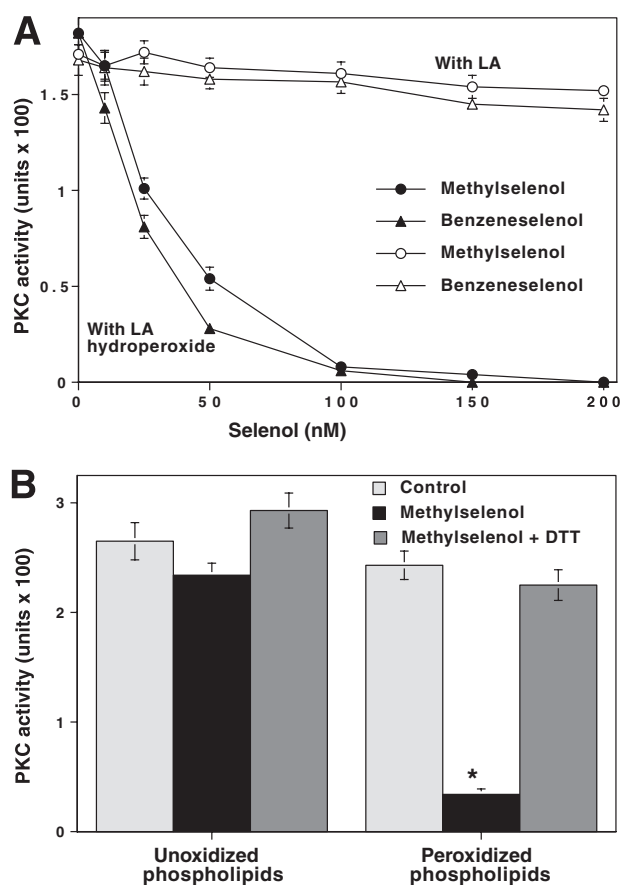 A
PKC activity (units x 100)
1.5
1
0.5
0
With LA
Methylselenol
Benzeneselenol
Methylselenol
Benzeneselenol
With LA
hydroperoxide
0 50 100 150 200
Selenol (nM)
B
PKC activity (units x 100)
3
2
1
0
Control
Methylselenol
Methylselenol + DTT
*
Unoxidized
phospholipids
Peroxidized
phospholipids